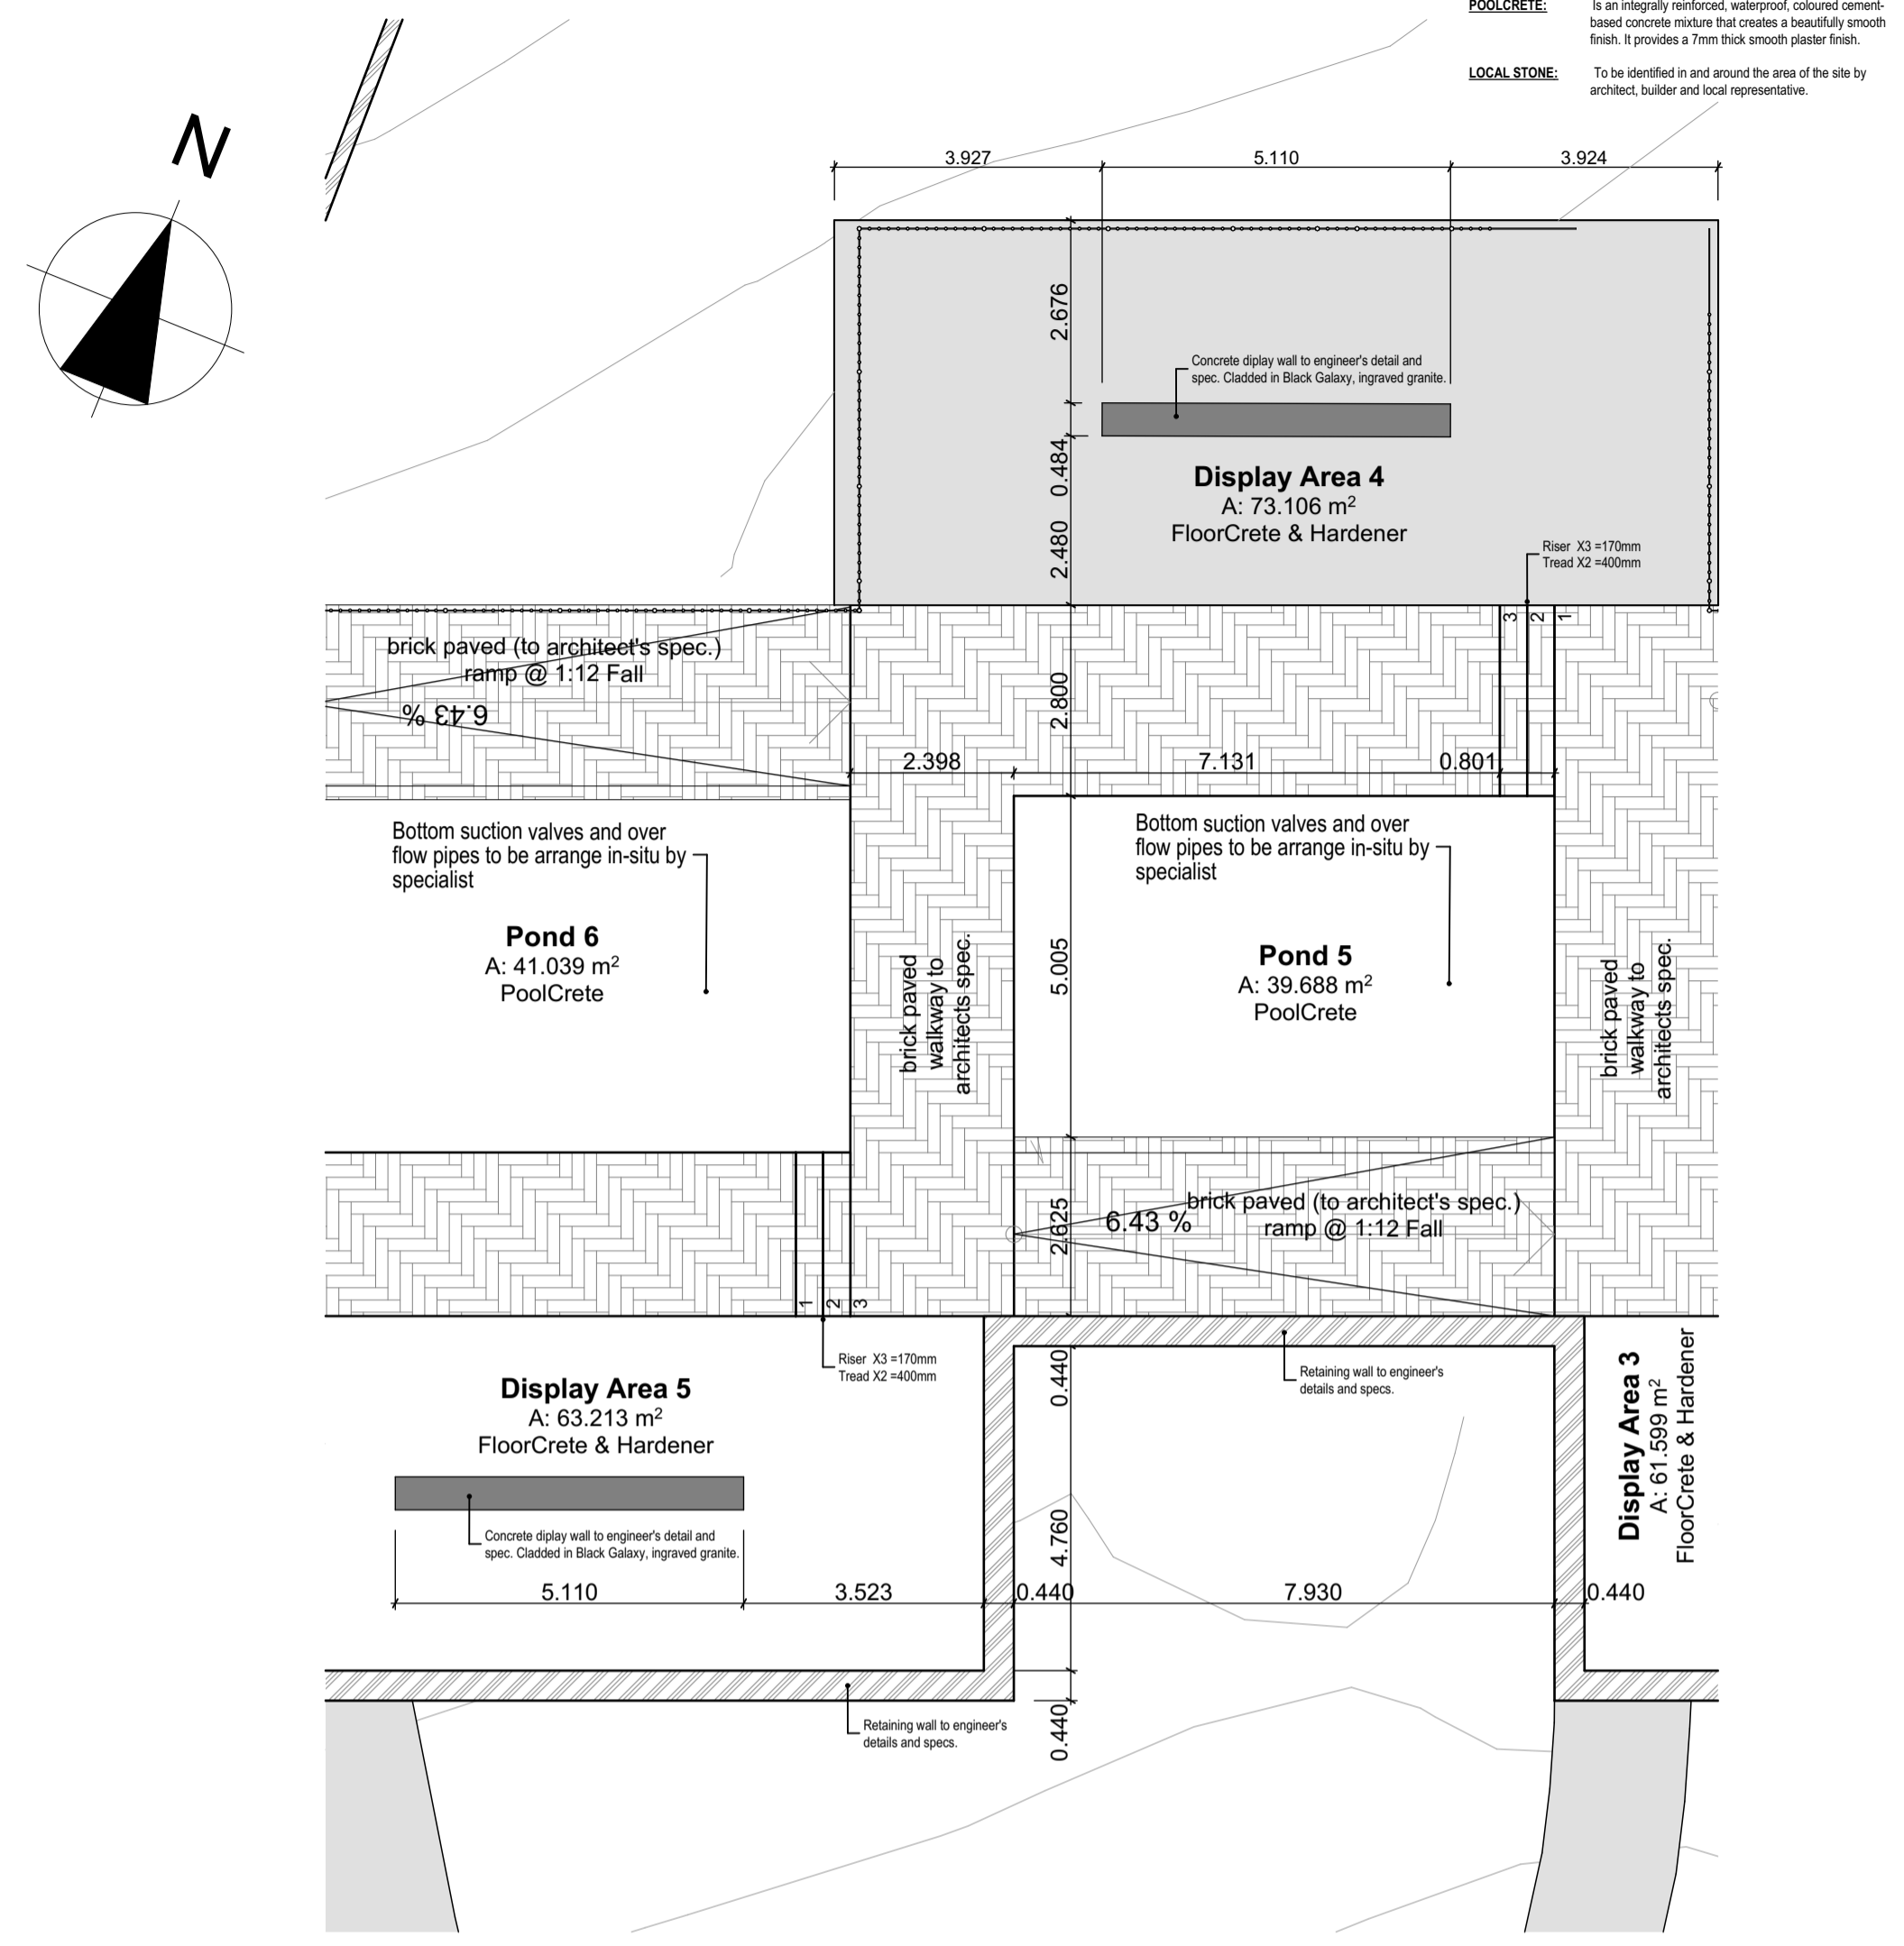 POOLCRETE: Is an integrally reinforced, waterproof, coloured cement-
based concrete mixture that creates a beautifully smooth
finish. It provides a 7mm thick smooth plaster finish.
LOCAL STONE: To be identified in and around the area of the site by
architect, builder and local representative.
N
3.927
5.110
3.924
2.676
Concrete diplay wall to engineer's detail and
spec. Cladded in Black Galaxy, ingraved granite.
0.484
Display Area 4
A: 73.106 m²
FloorCrete & Hardener
2.480
Riser X3 =170mm
Tread X2 =400mm
3
2
1
brick paved (to architect's spec.)
ramp @ 1:12 Fall
6.43 %
2.800
2.398
7.131
0.801
Bottom suction valves and over
flow pipes to be arrange in-situ by
specialist
Bottom suction valves and over
flow pipes to be arrange in-situ by
specialist
Pond 6
A: 41.039 m²
PoolCrete
brick paved
walkway to
architects spec.
5.005
Pond 5
A: 39.688 m²
PoolCrete
brick paved
walkway to
architects spec.
brick paved (to architect's spec.)
ramp @ 1:12 Fall
6.43 %
2.625
1
2
3
Riser X3 =170mm
Tread X2 =400mm
Display Area 5
A: 63.213 m²
FloorCrete & Hardener
0.440
Retaining wall to engineer's
details and specs.
Display Area 3
A: 61.599 m²
FloorCrete & Hardener
Concrete diplay wall to engineer's detail and
spec. Cladded in Black Galaxy, ingraved granite.
4.760
5.110
3.523
0.440
7.930
0.440
Retaining wall to engineer's
details and specs.
0.440